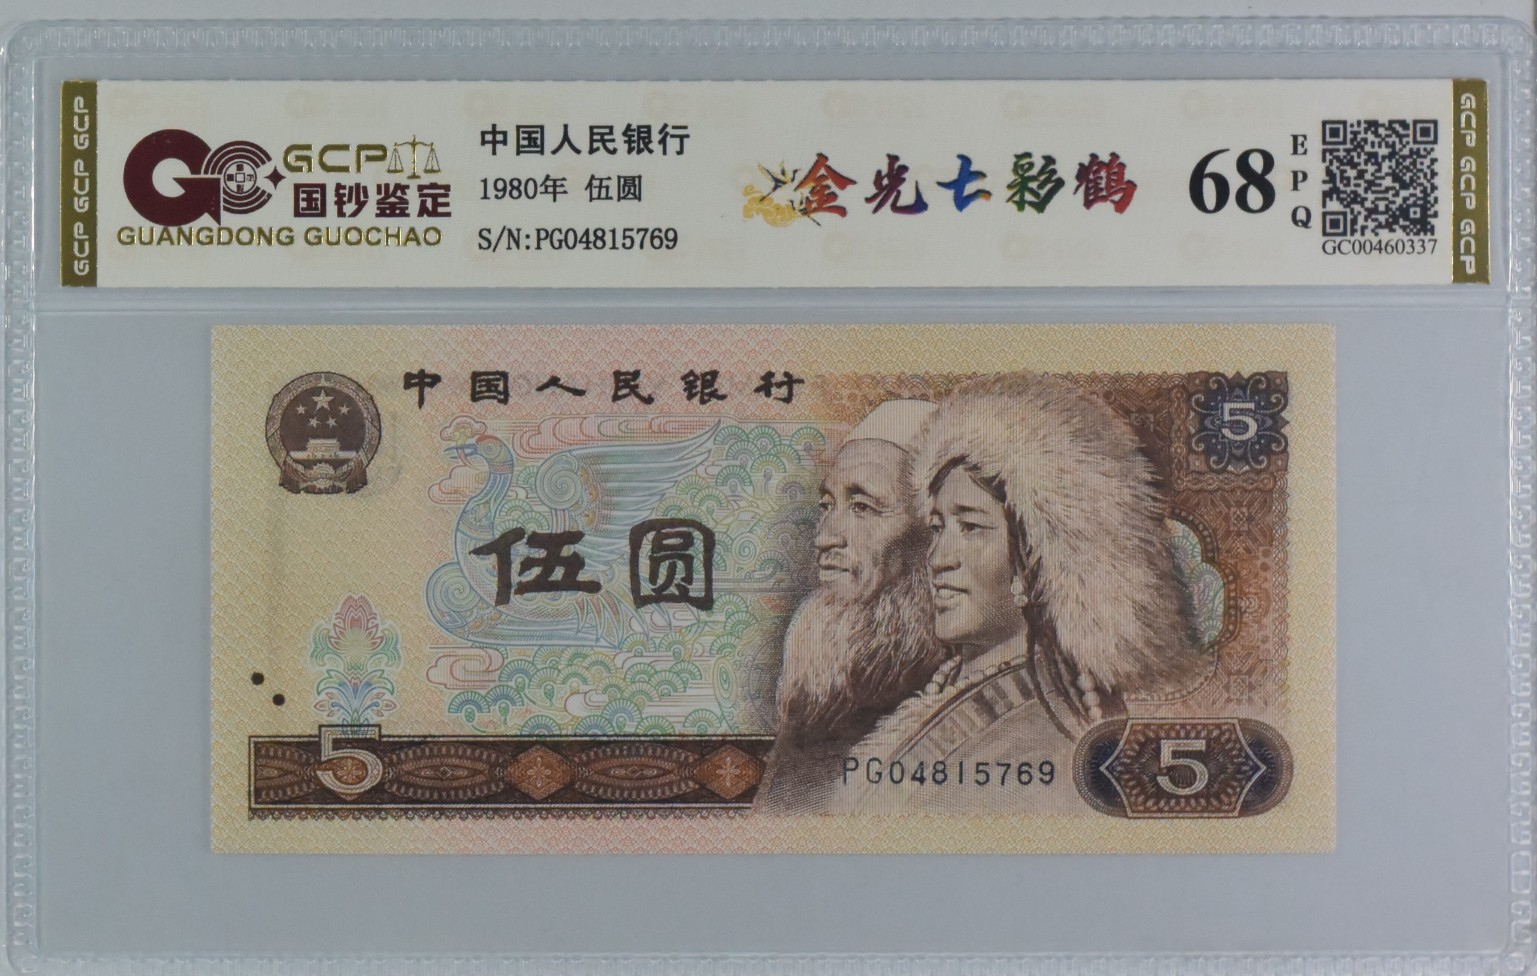 GCP GCP GCP
GCP
国钞鉴定
GUANGDONG GUOCHAO
中国人民银行
1980年 伍圆
S/N:PG04815769
金光七彩鹤
68
EPQ
GC00460337
GCP GCP GCP
中国人民银行
5
伍圆
5
PG04815769
5